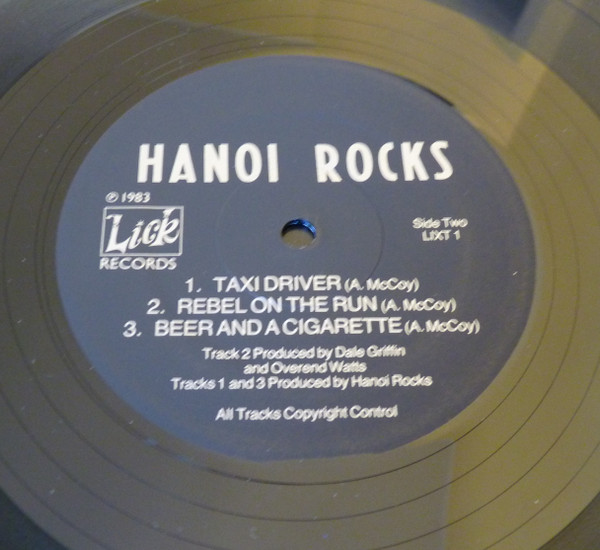 HANOI ROCKS
℗ 1983
Lick
RECORDS
Side Two
LIXT 1
1. TAXI DRIVER (A. McCoy)
2. REBEL ON THE RUN (A. McCoy)
3. BEER AND A CIGARETTE (A. McCoy)
Track 2 Produced by Dale Griffin
and Overend Watts
Tracks 1 and 3 Produced by Hanoi Rocks
All Tracks Copyright Control